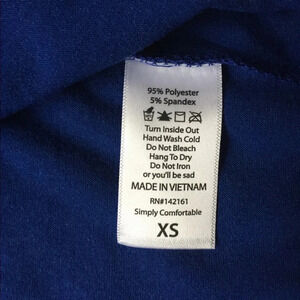 95% Polyester
5% Spandex
Turn Inside Out
Hand Wash Cold
Do Not Bleach
Hang To Dry
Do Not Iron
or you'll be sad
MADE IN VIETNAM
RN#142161
Simply Comfortable
XS